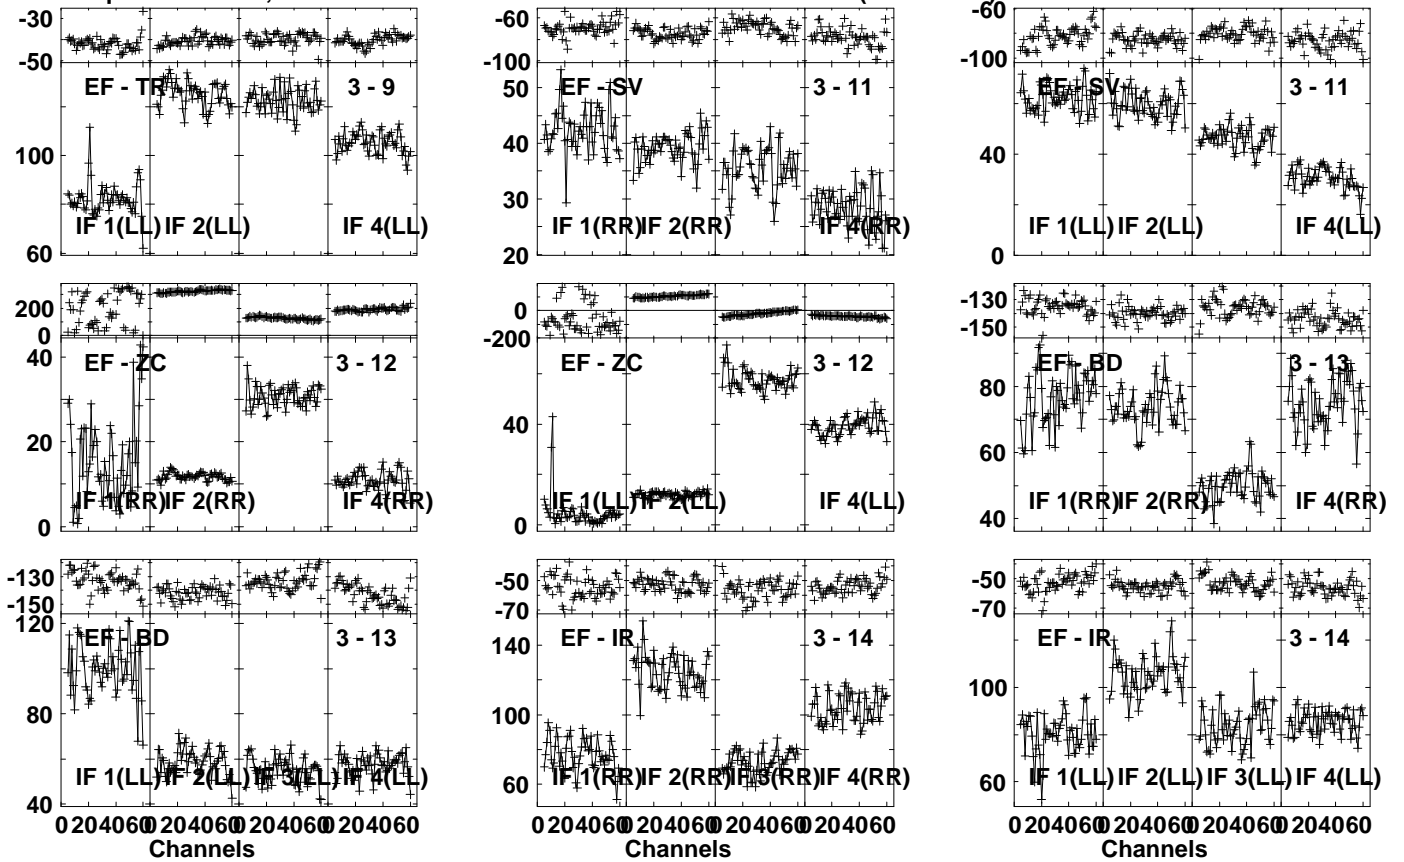 -30
-50
EF - TR
3 - 9
100
60
IF 1(LL)
IF 2(LL)
IF 4(LL)
-60
-100
EF - SV
3 - 11
50
40
30
20
IF 1(RR)
IF 2(RR)
IF 4(RR)
-60
-100
EF - SV
3 - 11
40
0
IF 1(LL)
IF 2(LL)
IF 4(LL)
200
0
EF - ZC
3 - 12
40
20
0
IF 1(RR)
IF 2(RR)
IF 4(RR)
0
-200
EF - ZC
3 - 12
40
0
IF 1(LL)
IF 2(LL)
IF 4(LL)
-130
-150
EF - BD
3 - 13
80
60
40
IF 1(RR)
IF 2(RR)
IF 4(RR)
-130
-150
EF - BD
3 - 13
120
80
40
IF 1(LL)
IF 2(LL)
IF 3(LL)
IF 4(LL)
0 20 40 60 0 20 40 60 0 20 40 60 0 20 40 60
Channels
-50
-70
EF - IR
3 - 14
140
100
60
IF 1(RR)
IF 2(RR)
IF 3(RR)
IF 4(RR)
0 20 40 60 0 20 40 60 0 20 40 60 0 20 40 60
Channels
-50
-70
EF - IR
3 - 14
100
60
IF 1(LL)
IF 2(LL)
IF 3(LL)
IF 4(LL)
0 20 40 60 0 20 40 60 0 20 40 60 0 20 40 60
Channels